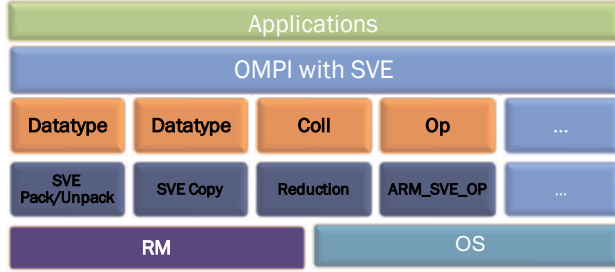 Applications
OMPI with SVE
Datatype Datatype Coll Op ...
SVE
Pack/Unpack SVE Copy Reduction ARM_SVE_OP ...
RM OS